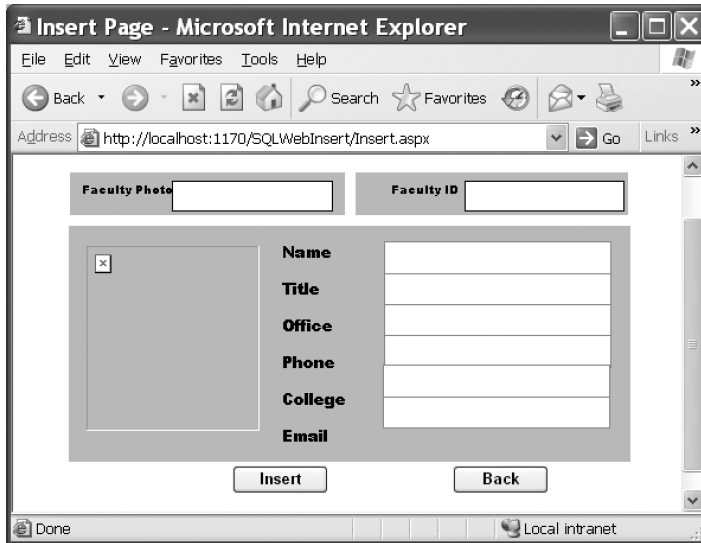 Insert Page - Microsoft Internet Explorer
File Edit View Favorites Tools Help
Back Search Favorites »
Address http://localhost:1170/SQLWebInsert/Insert.aspx Go Links »
Faculty Photo Faculty ID
Name
Title
Office
Phone
College
Email
Insert Back
Done Local intranet